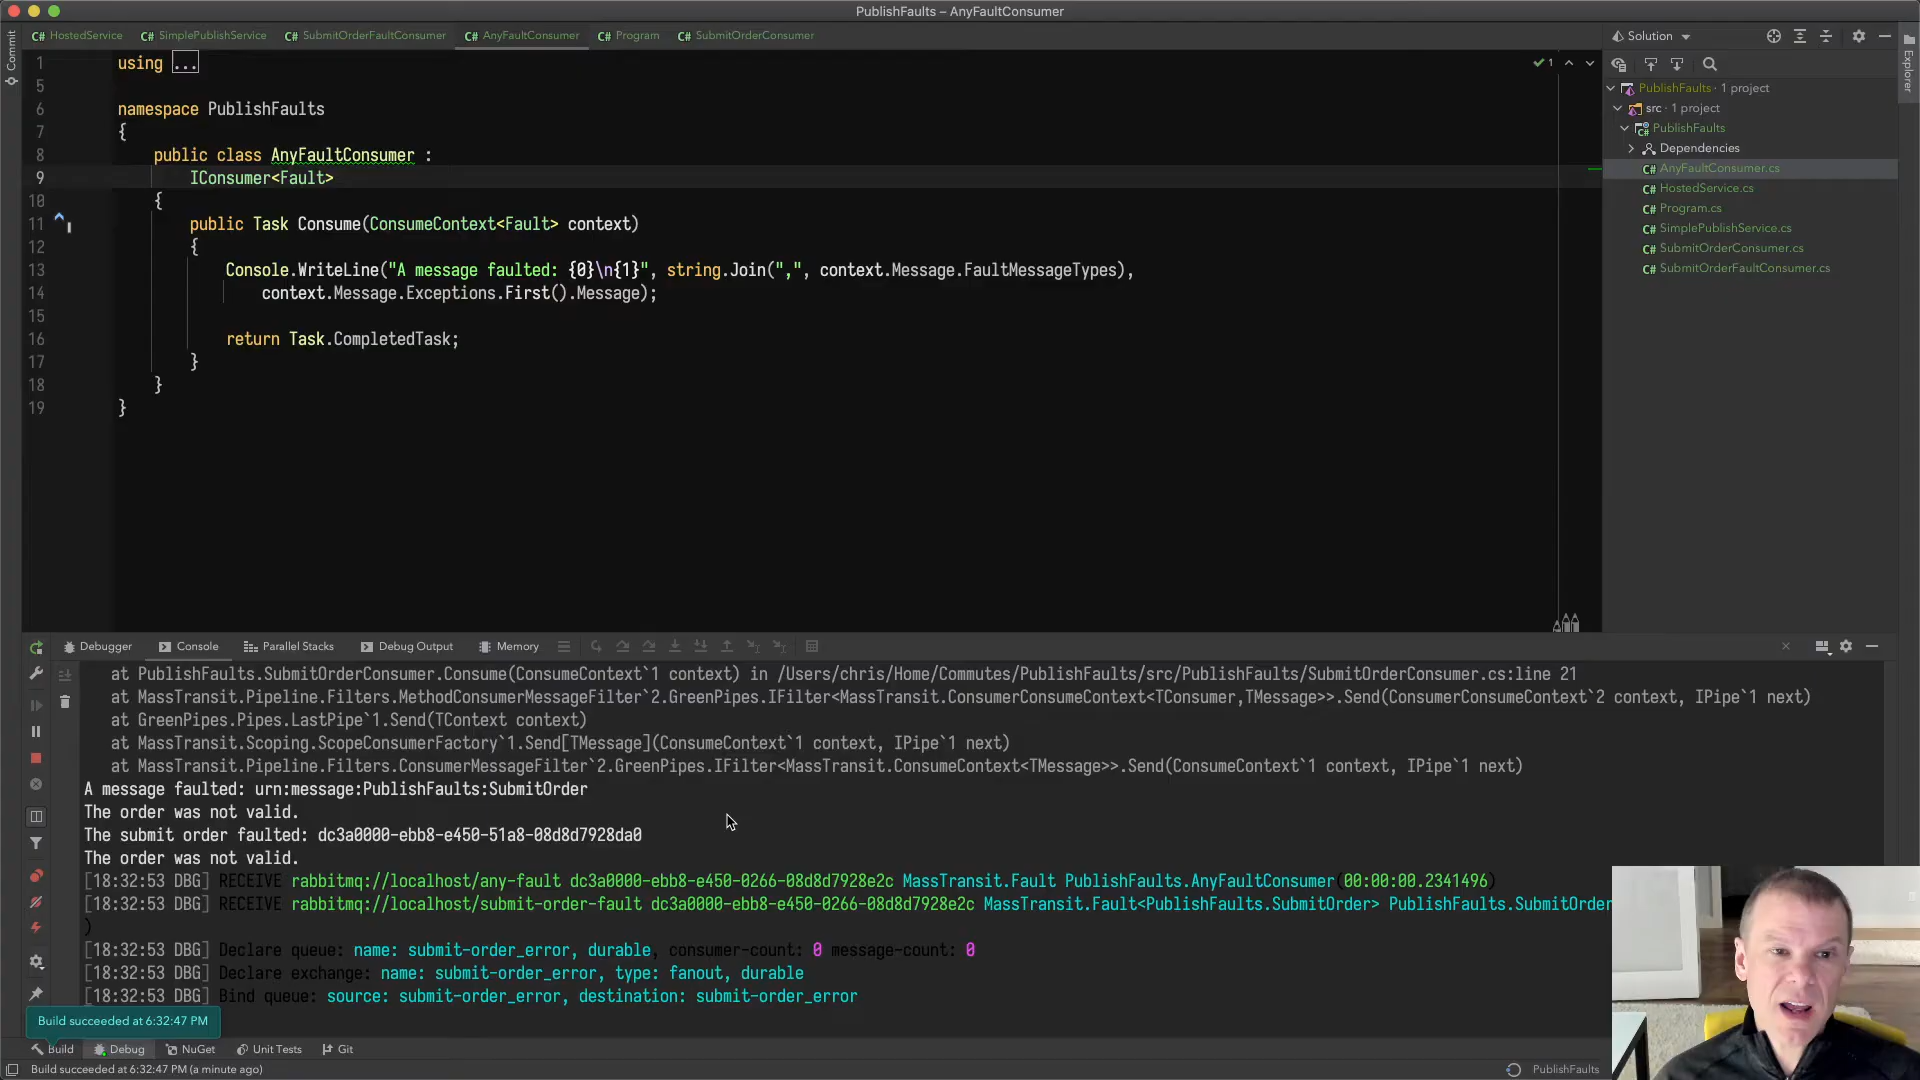 PublishFaults – AnyFaultConsumer
C# HostedService C# SimplePublishService C# SubmitOrderFaultConsumer C# AnyFaultConsumer C# Program C# SubmitOrderConsumer
Solution
Commit
Explorer
1 using ...
1
5
6 namespace PublishFaults
7 {
8 public class AnyFaultConsumer :
9 IConsumer<Fault>
10 {
11 public Task Consume(ConsumeContext<Fault> context)
12 {
13 Console.WriteLine("A message faulted: {0}\n{1}", string.Join(",", context.Message.FaultMessageTypes),
14 context.Message.Exceptions.First().Message);
15
16 return Task.CompletedTask;
17 }
18 }
19 }
PublishFaults · 1 project
src · 1 project
PublishFaults
Dependencies
C# AnyFaultConsumer.cs
C# HostedService.cs
C# Program.cs
C# SimplePublishService.cs
C# SubmitOrderConsumer.cs
C# SubmitOrderFaultConsumer.cs
Debugger Console Parallel Stacks Debug Output Memory
at PublishFaults.SubmitOrderConsumer.Consume(ConsumeContext`1 context) in /Users/chris/Home/Commutes/PublishFaults/src/PublishFaults/SubmitOrderConsumer.cs:line 21
at MassTransit.Pipeline.Filters.MethodConsumerMessageFilter`2.GreenPipes.IFilter<MassTransit.ConsumerConsumeContext<TConsumer,TMessage>>.Send(ConsumerConsumeContext`2 context, IPipe`1 next)
at GreenPipes.Pipes.LastPipe`1.Send(TContext context)
at MassTransit.Scoping.ScopeConsumerFactory`1.Send[TMessage](ConsumeContext`1 context, IPipe`1 next)
at MassTransit.Pipeline.Filters.ConsumerMessageFilter`2.GreenPipes.IFilter<MassTransit.ConsumeContext<TMessage>>.Send(ConsumeContext`1 context, IPipe`1 next)
A message faulted: urn:message:PublishFaults:SubmitOrder
The order was not valid.
The submit order faulted: dc3a0000-ebb8-e450-51a8-08d8d7928da0
The order was not valid.
[18:32:53 DBG] RECEIVE rabbitmq://localhost/any-fault dc3a0000-ebb8-e450-0266-08d8d7928e2c MassTransit.Fault PublishFaults.AnyFaultConsumer(00:00:00.2341496)
[18:32:53 DBG] RECEIVE rabbitmq://localhost/submit-order-fault dc3a0000-ebb8-e450-0266-08d8d7928e2c MassTransit.Fault<PublishFaults.SubmitOrder> PublishFaults.SubmitOrder
)
[18:32:53 DBG] Declare queue: name: submit-order_error, durable, consumer-count: 0 message-count: 0
[18:32:53 DBG] Declare exchange: name: submit-order_error, type: fanout, durable
[18:32:53 DBG] Bind queue: source: submit-order_error, destination: submit-order_error
Build succeeded at 6:32:47 PM
Build Debug NuGet Unit Tests Git
Build succeeded at 6:32:47 PM (a minute ago)
PublishFaults